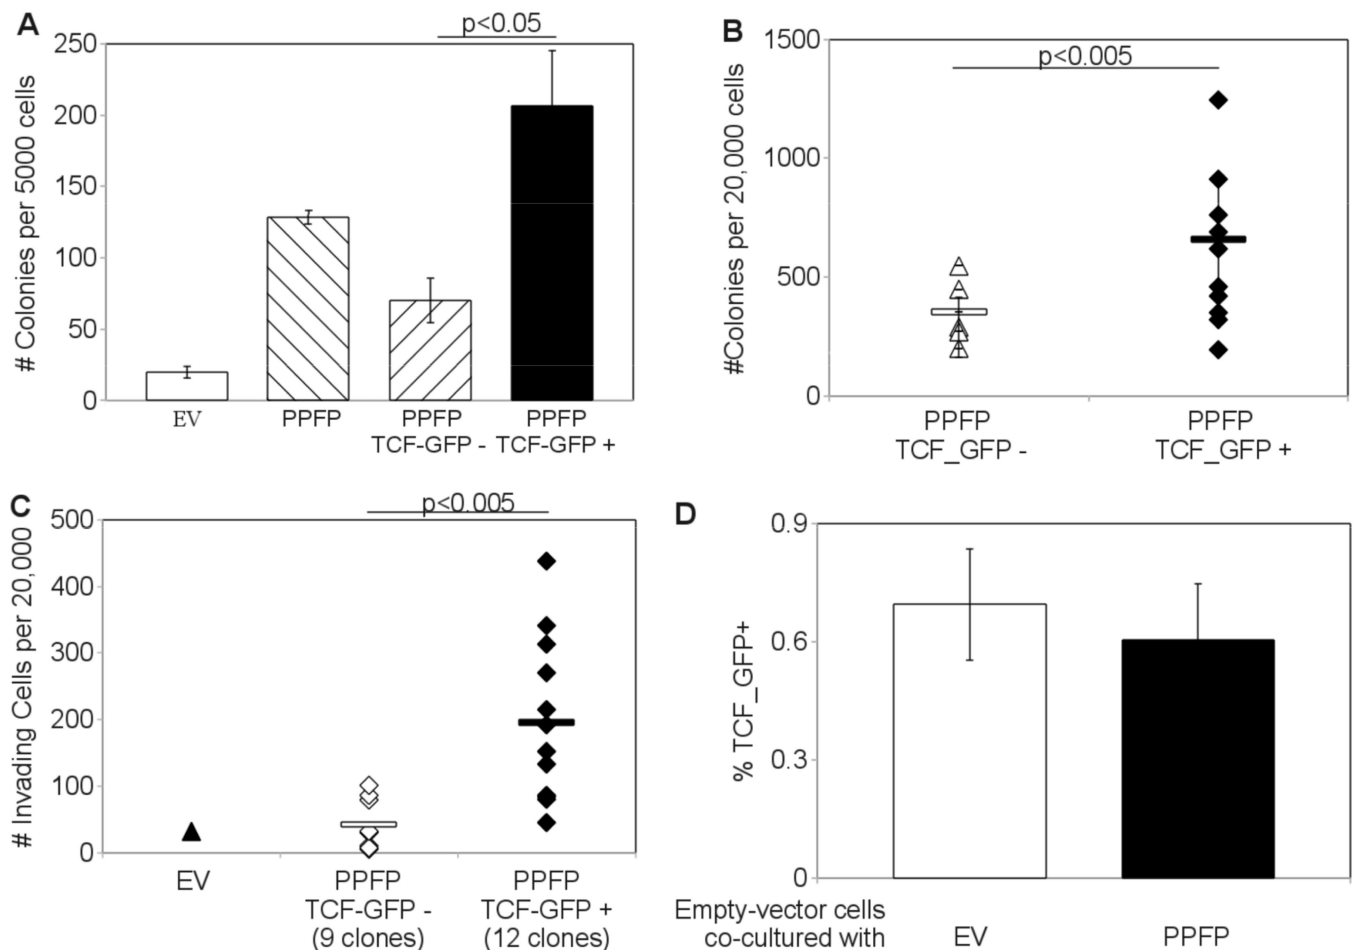 A
p<0.05
# Colonies per 5000 cells
250
200
150
100
50
0
EV
PPFP
PPFP
TCF-GFP -
PPFP
TCF-GFP +
B
p<0.005
#Colonies per 20,000 cells
1500
1000
500
0
PPFP
TCF_GFP -
PPFP
TCF_GFP +
C
p<0.005
# Invading Cells per 20,000
500
400
300
200
100
0
EV
PPFP
TCF-GFP -
(9 clones)
PPFP
TCF-GFP +
(12 clones)
D
% TCF_GFP+
0.9
0.6
0.3
0
Empty-vector cells
co-cultured with
EV
PPFP